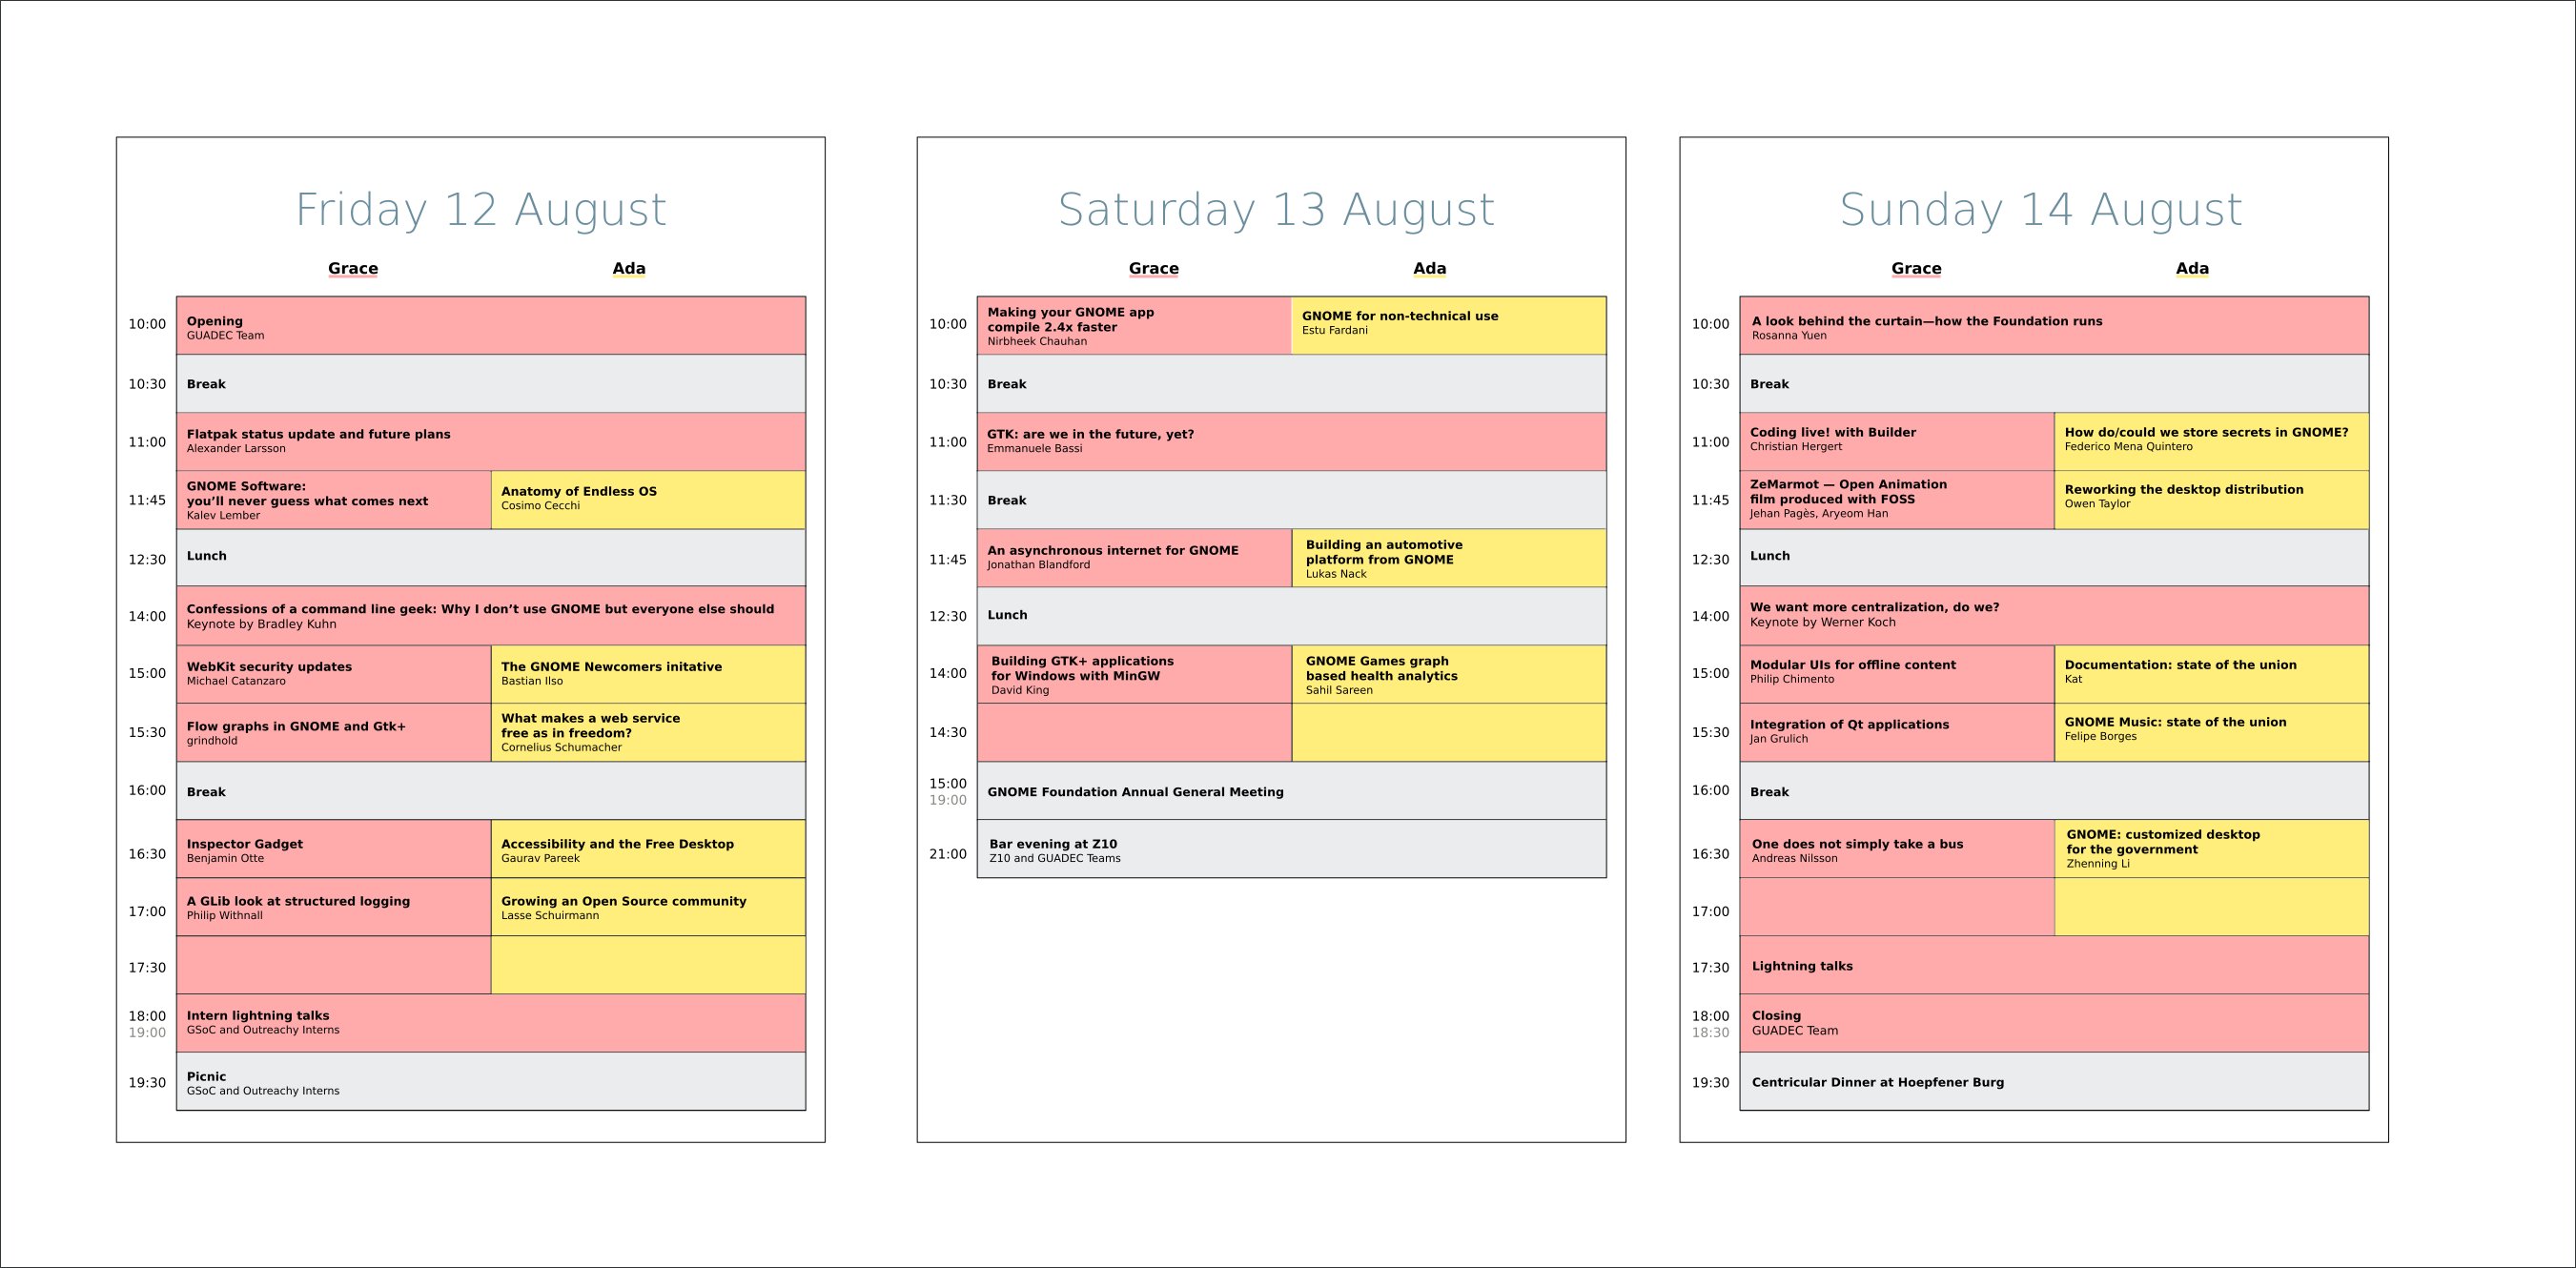 Friday 12 August
Grace Ada
10:00
Opening
GUADEC Team
10:30
Break
11:00
Flatpak status update and future plans
Alexander Larsson
11:45
GNOME Software:
you’ll never guess what comes next
Kalev Lember
Anatomy of Endless OS
Cosimo Cecchi
12:30
Lunch
14:00
Confessions of a command line geek: Why I don’t use GNOME but everyone else should
Keynote by Bradley Kuhn
15:00
WebKit security updates
Michael Catanzaro
The GNOME Newcomers initative
Bastian Ilso
15:30
Flow graphs in GNOME and Gtk+
grindhold
What makes a web service
free as in freedom?
Cornelius Schumacher
16:00
Break
16:30
Inspector Gadget
Benjamin Otte
Accessibility and the Free Desktop
Gaurav Pareek
17:00
A GLib look at structured logging
Philip Withnall
Growing an Open Source community
Lasse Schuirmann
17:30
18:00
19:00
Intern lightning talks
GSoC and Outreachy Interns
19:30
Picnic
GSoC and Outreachy Interns
Saturday 13 August
Grace Ada
10:00
Making your GNOME app
compile 2.4x faster
Nirbheek Chauhan
GNOME for non-technical use
Estu Fardani
10:30
Break
11:00
GTK: are we in the future, yet?
Emmanuele Bassi
11:30
Break
11:45
An asynchronous internet for GNOME
Jonathan Blandford
Building an automotive
platform from GNOME
Lukas Nack
12:30
Lunch
14:00
Building GTK+ applications
for Windows with MinGW
David King
GNOME Games graph
based health analytics
Sahil Sareen
14:30
15:00
19:00
GNOME Foundation Annual General Meeting
21:00
Bar evening at Z10
Z10 and GUADEC Teams
Sunday 14 August
Grace Ada
10:00
A look behind the curtain—how the Foundation runs
Rosanna Yuen
10:30
Break
11:00
Coding live! with Builder
Christian Hergert
How do/could we store secrets in GNOME?
Federico Mena Quintero
11:45
ZeMarmot — Open Animation
film produced with FOSS
Jehan Pagès, Aryeom Han
Reworking the desktop distribution
Owen Taylor
12:30
Lunch
14:00
We want more centralization, do we?
Keynote by Werner Koch
15:00
Modular UIs for offline content
Philip Chimento
Documentation: state of the union
Kat
15:30
Integration of Qt applications
Jan Grulich
GNOME Music: state of the union
Felipe Borges
16:00
Break
16:30
One does not simply take a bus
Andreas Nilsson
GNOME: customized desktop
for the government
Zhenning Li
17:00
17:30
Lightning talks
18:00
18:30
Closing
GUADEC Team
19:30
Centricular Dinner at Hoepfener Burg